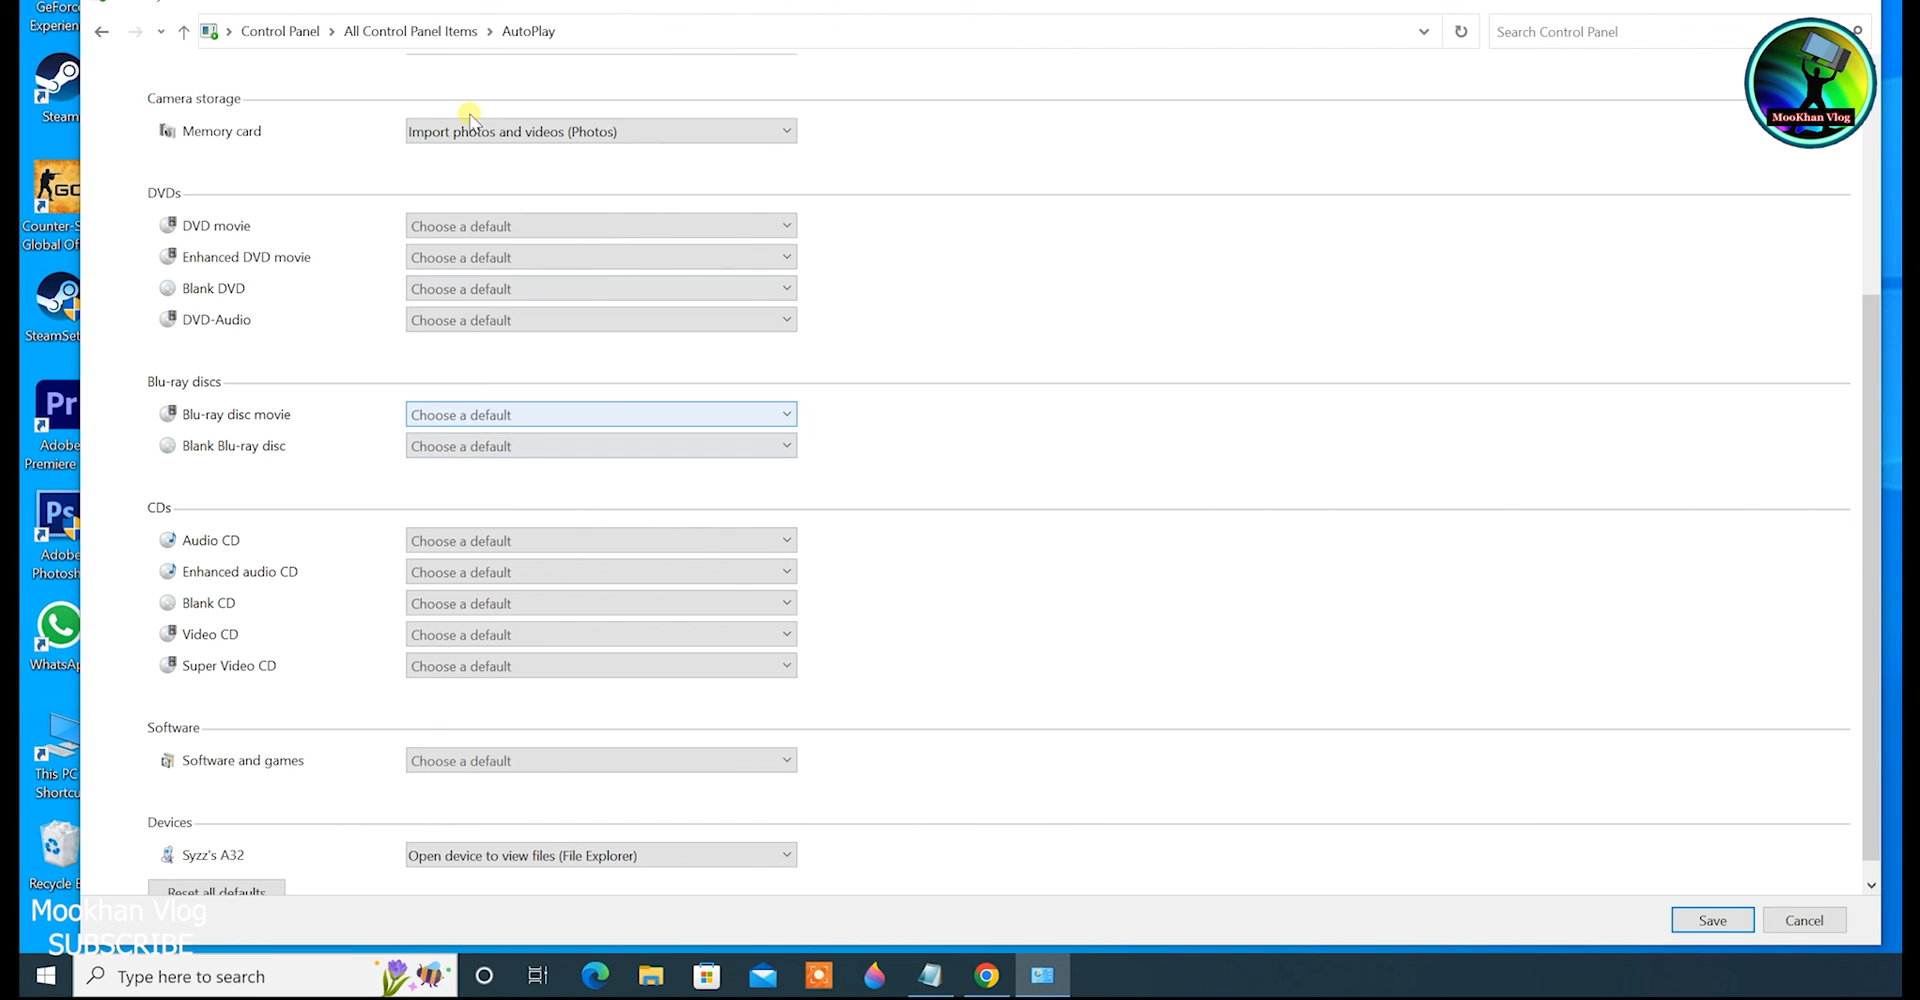 GeForce
Experien
Control Panel > All Control Panel Items > AutoPlay
Search Control Panel
MooKhan Vlog
Steam
Counter-S
Global Of
SteamSet
Pr
Adobe
Premiere
Ps
Adobe
Photosh
WhatsAp
This PC
Shortcu
Recycle B
Camera storage
Memory card Import photos and videos (Photos)
DVDs
DVD movie Choose a default
Enhanced DVD movie Choose a default
Blank DVD Choose a default
DVD-Audio Choose a default
Blu-ray discs
Blu-ray disc movie Choose a default
Blank Blu-ray disc Choose a default
CDs
Audio CD Choose a default
Enhanced audio CD Choose a default
Blank CD Choose a default
Video CD Choose a default
Super Video CD Choose a default
Software
Software and games Choose a default
Devices
Syzz's A32 Open device to view files (File Explorer)
Reset all defaults
Save Cancel
Mookhan Vlog
SUBSCRIBE
Type here to search